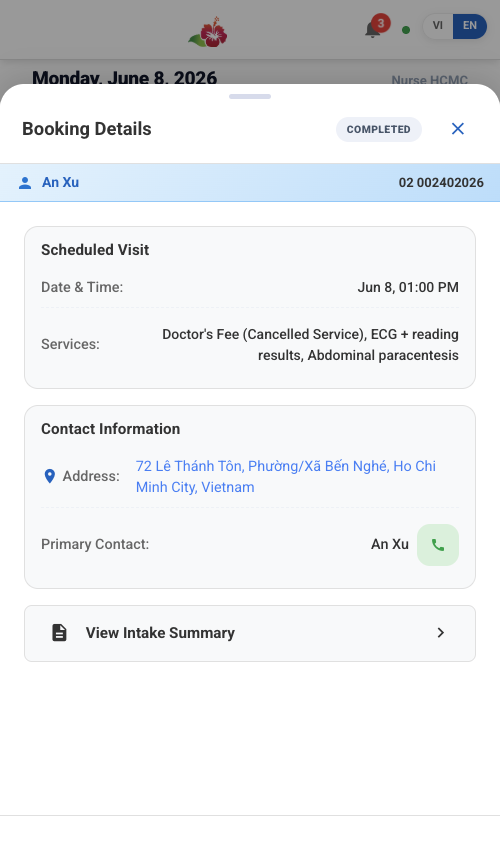 3
VI
EN
Monday, June 8, 2026
Nurse HCMC
Booking Details
COMPLETED
An Xu
02 002402026
Scheduled Visit
Date & Time:
Jun 8, 01:00 PM
Services:
Doctor's Fee (Cancelled Service), ECG + reading
results, Abdominal paracentesis
Contact Information
Address:
72 Lê Thánh Tôn, Phường/Xã Bến Nghé, Ho Chi
Minh City, Vietnam
Primary Contact:
An Xu
View Intake Summary